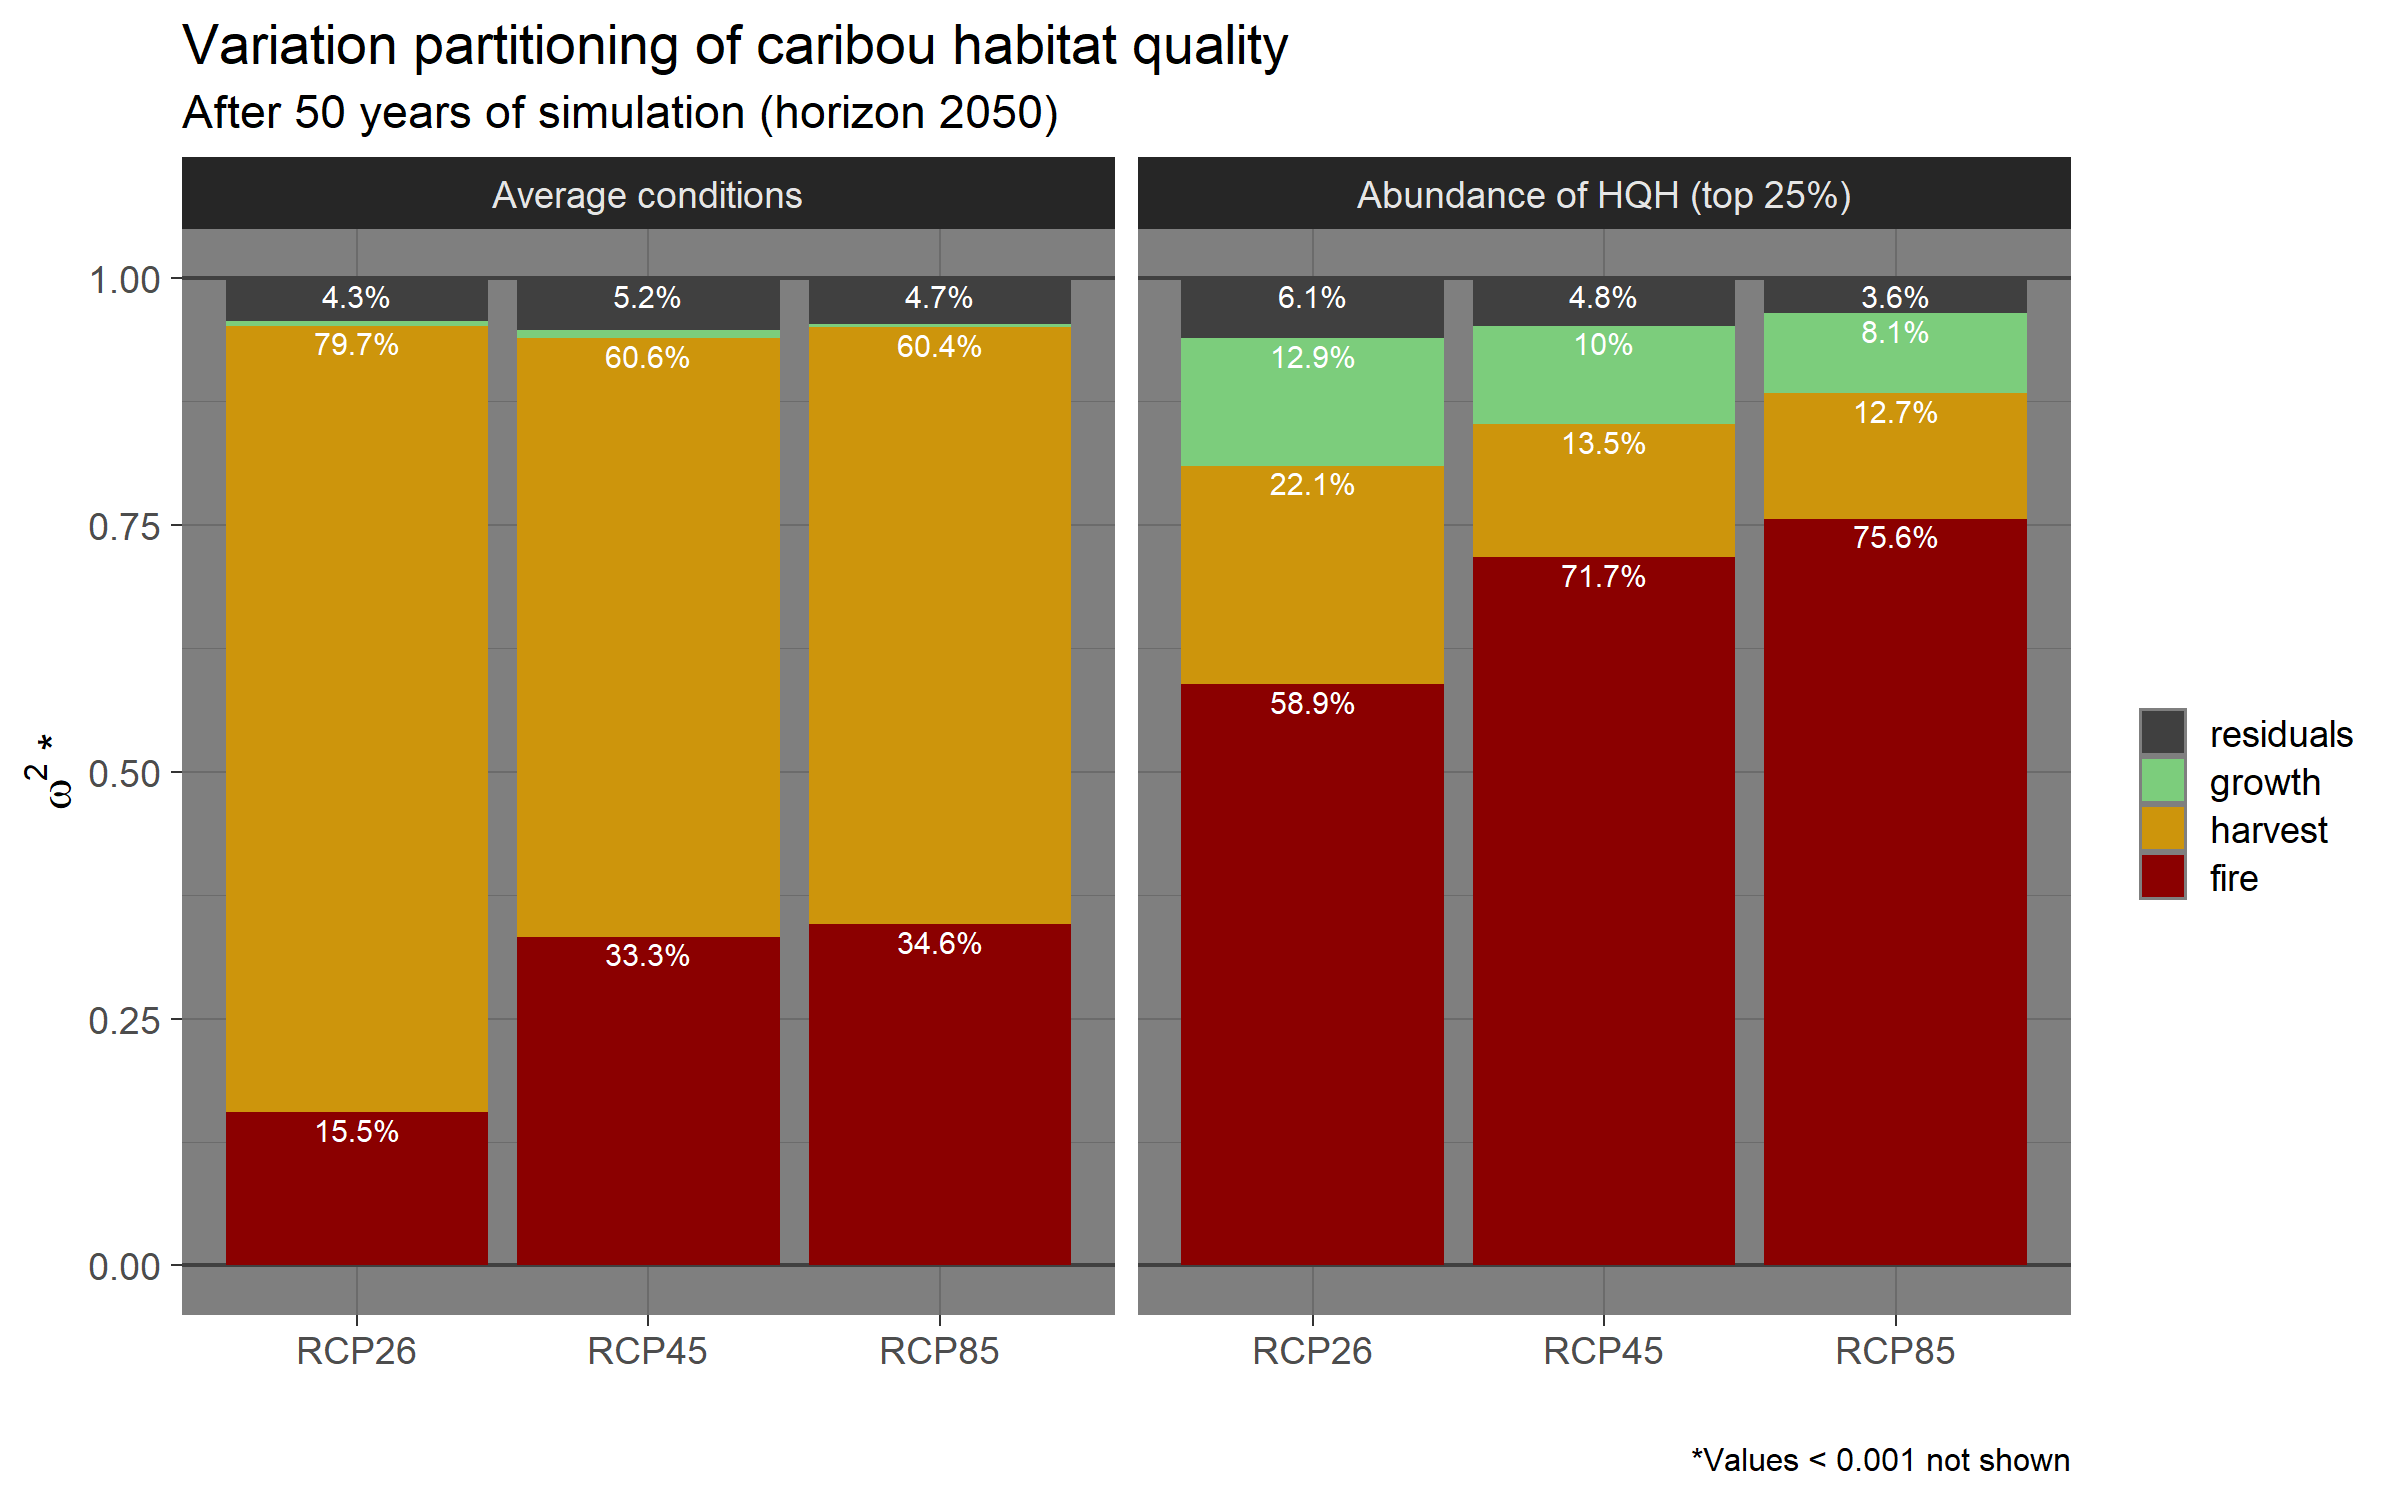 Variation partitioning of caribou habitat quality
After 50 years of simulation (horizon 2050)
Average conditions
Abundance of HQH (top 25%)
ω² *
1.00
0.75
0.50
0.25
0.00
4.3%
79.7%
15.5%
5.2%
60.6%
33.3%
4.7%
60.4%
34.6%
6.1%
12.9%
22.1%
58.9%
4.8%
10%
13.5%
71.7%
3.6%
8.1%
12.7%
75.6%
RCP26
RCP45
RCP85
RCP26
RCP45
RCP85
residuals
growth
harvest
fire
*Values < 0.001 not shown